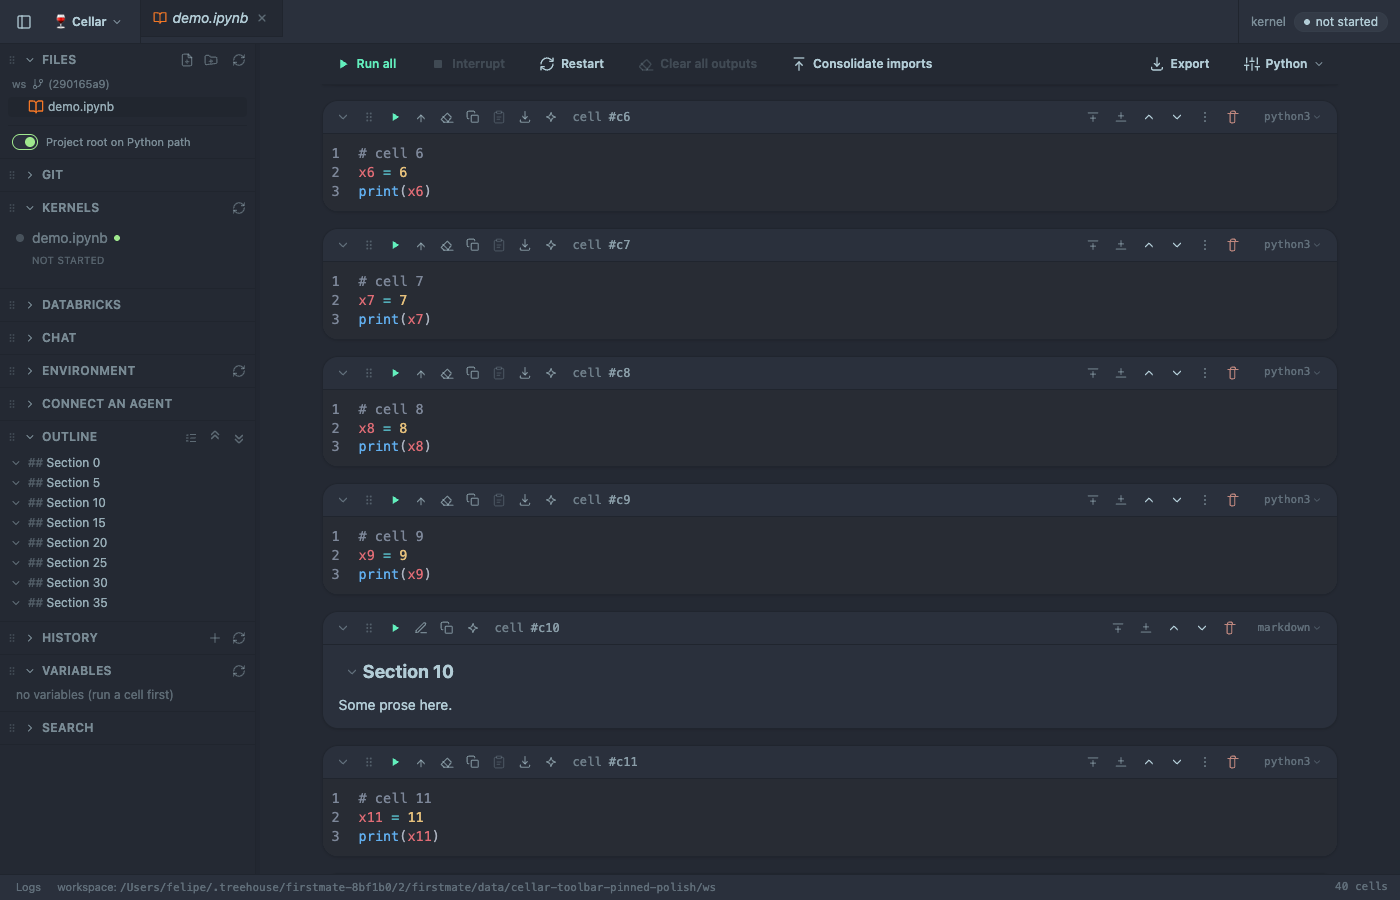 Cellar
demo.ipynb
kernel
not started
FILES
ws (290165a9)
demo.ipynb
Project root on Python path
GIT
KERNELS
demo.ipynb
NOT STARTED
DATABRICKS
CHAT
ENVIRONMENT
CONNECT AN AGENT
OUTLINE
## Section 0
## Section 5
## Section 10
## Section 15
## Section 20
## Section 25
## Section 30
## Section 35
HISTORY
VARIABLES
no variables (run a cell first)
SEARCH
Run all Interrupt Restart Clear all outputs Consolidate imports Export Python
cell #c6 python3
1 # cell 6
2 x6 = 6
3 print(x6)
cell #c7 python3
1 # cell 7
2 x7 = 7
3 print(x7)
cell #c8 python3
1 # cell 8
2 x8 = 8
3 print(x8)
cell #c9 python3
1 # cell 9
2 x9 = 9
3 print(x9)
cell #c10 markdown
Section 10
Some prose here.
cell #c11 python3
1 # cell 11
2 x11 = 11
3 print(x11)
Logs workspace: /Users/felipe/.treehouse/firstmate-8bf1b0/2/firstmate/data/cellar-toolbar-pinned-polish/ws 40 cells